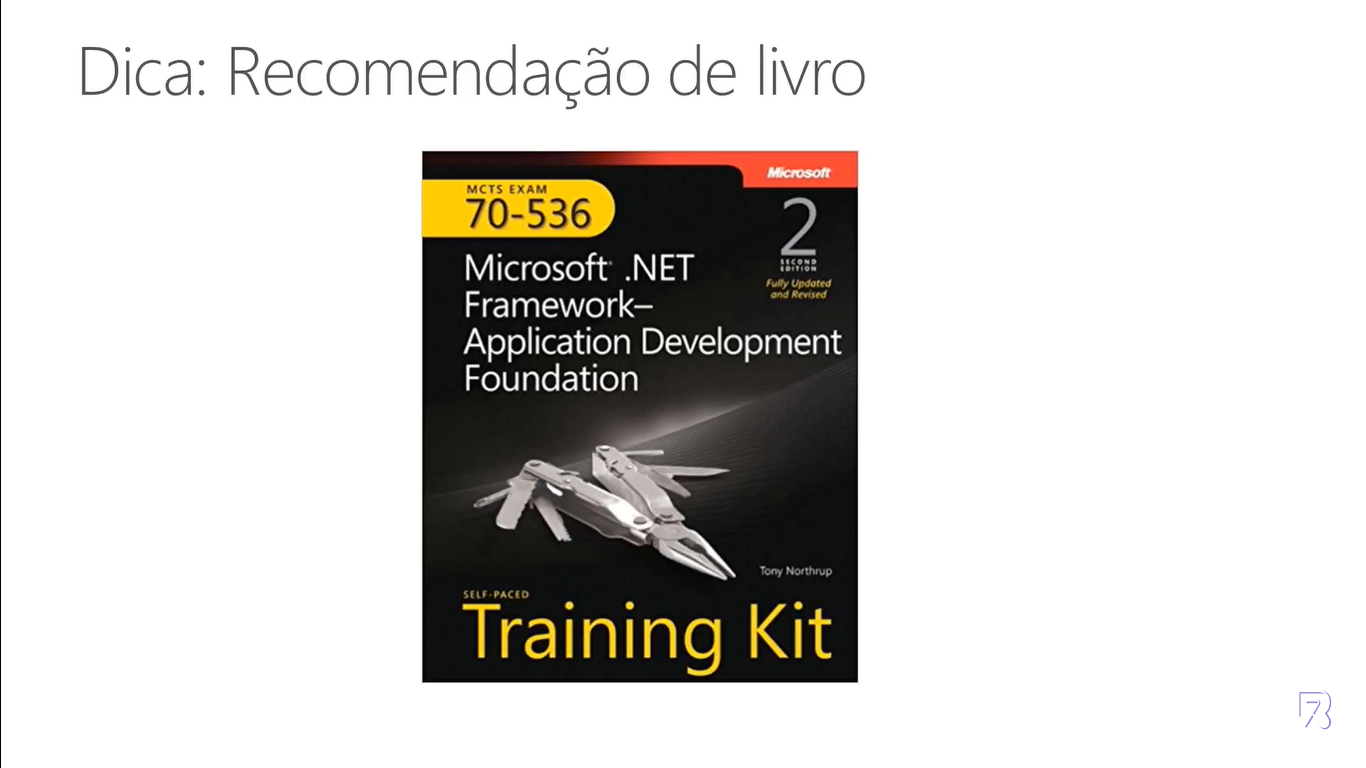 Dica: Recomendação de livro
Microsoft
MCTS EXAM
70-536
2
SECOND
EDITION
Fully Updated
and Revised
Microsoft .NET
Framework–
Application Development
Foundation
Tony Northrup
SELF-PACED
Training Kit